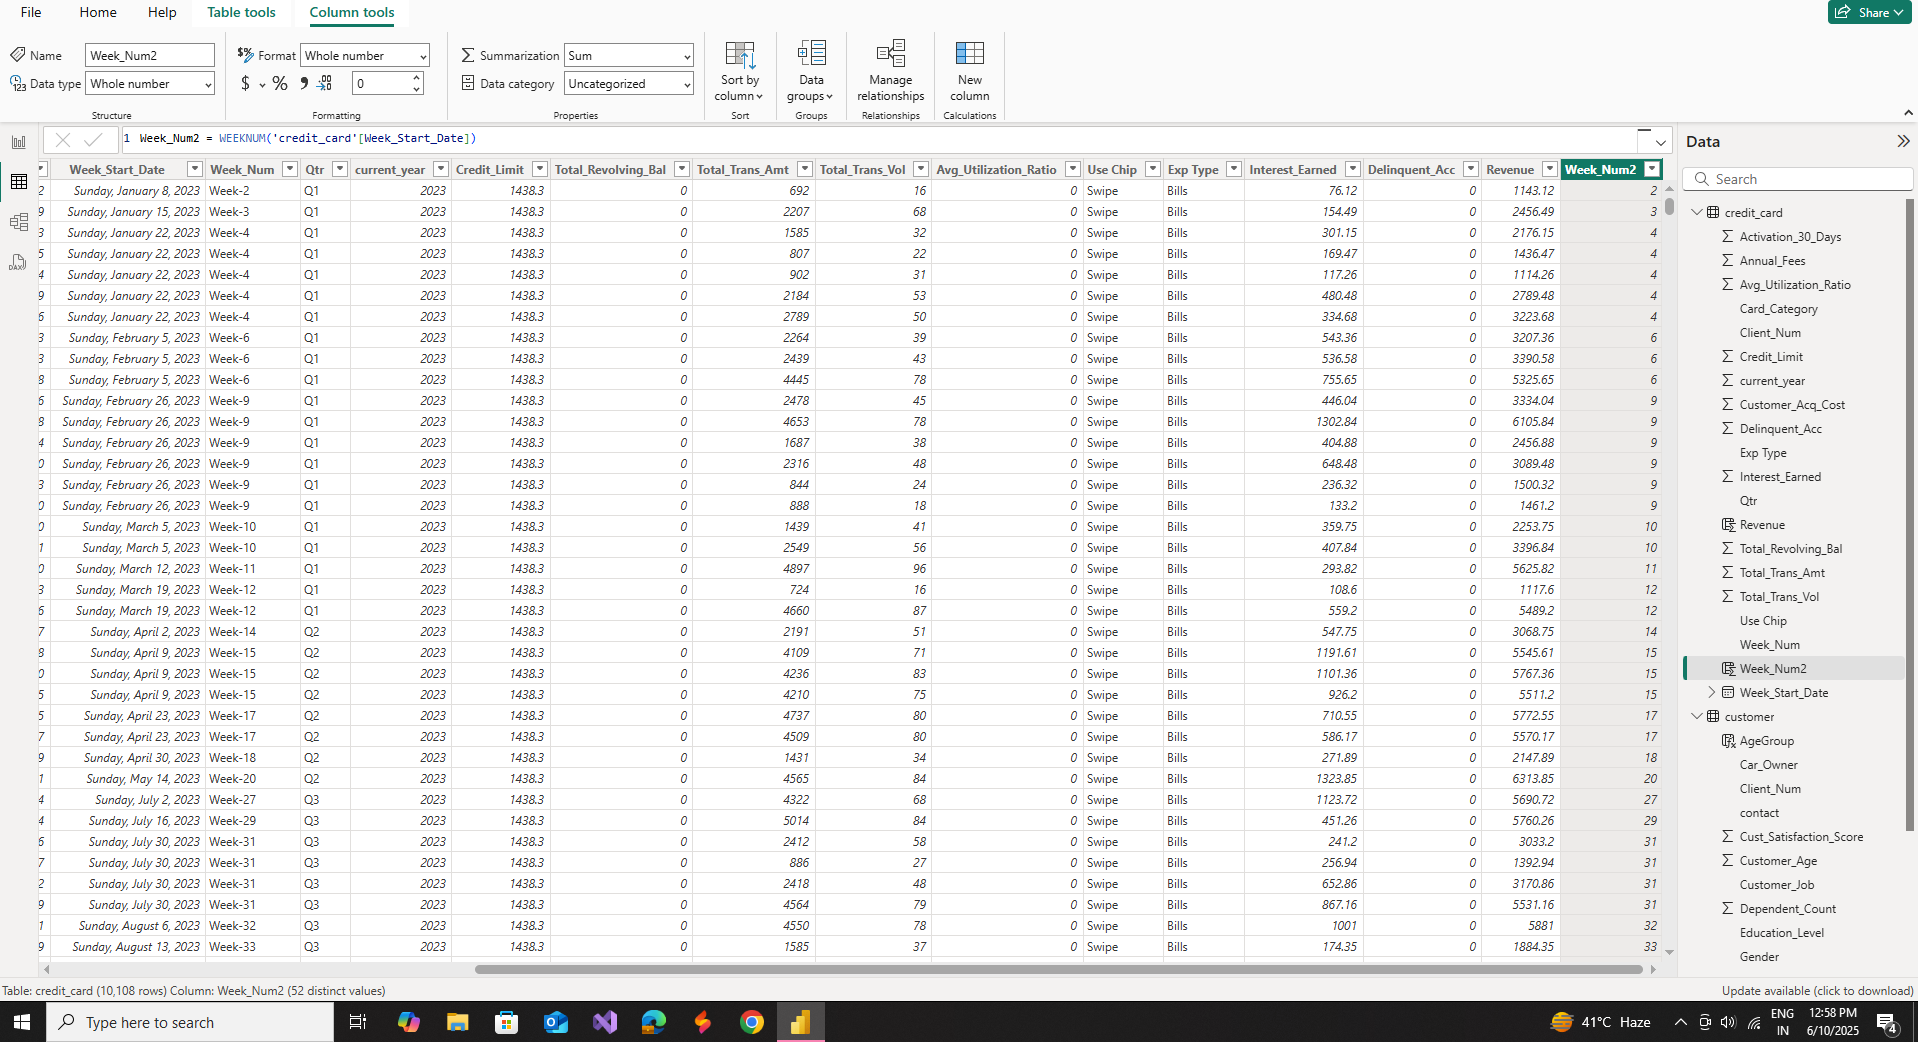 File Home Help Table tools Column tools Share
Name Week_Num2 $% Format Whole number Summarization Sum
Data type Whole number $ % 0 Data category Uncategorized
Sort by column Data groups Manage relationships New column
Structure Formatting Properties Sort Groups Relationships Calculations
1 Week_Num2 = WEEKNUM('credit_card'[Week_Start_Date])
Week_Start_Date Week_Num Qtr current_year Credit_Limit Total_Revolving_Bal Total_Trans_Amt Total_Trans_Vol Avg_Utilization_Ratio Use Chip Exp Type Interest_Earned Delinquent_Acc Revenue Week_Num2
2 Sunday, January 8, 2023 Week-2 Q1 2023 1438.3 0 692 16 0 Swipe Bills 76.12 0 1143.12 2
9 Sunday, January 15, 2023 Week-3 Q1 2023 1438.3 0 2207 68 0 Swipe Bills 154.49 0 2456.49 3
3 Sunday, January 22, 2023 Week-4 Q1 2023 1438.3 0 1585 32 0 Swipe Bills 301.15 0 2176.15 4
5 Sunday, January 22, 2023 Week-4 Q1 2023 1438.3 0 807 22 0 Swipe Bills 169.47 0 1436.47 4
4 Sunday, January 22, 2023 Week-4 Q1 2023 1438.3 0 902 31 0 Swipe Bills 117.26 0 1114.26 4
9 Sunday, January 22, 2023 Week-4 Q1 2023 1438.3 0 2184 53 0 Swipe Bills 480.48 0 2789.48 4
6 Sunday, January 22, 2023 Week-4 Q1 2023 1438.3 0 2789 50 0 Swipe Bills 334.68 0 3223.68 4
3 Sunday, February 5, 2023 Week-6 Q1 2023 1438.3 0 2264 39 0 Swipe Bills 543.36 0 3207.36 6
3 Sunday, February 5, 2023 Week-6 Q1 2023 1438.3 0 2439 43 0 Swipe Bills 536.58 0 3390.58 6
8 Sunday, February 5, 2023 Week-6 Q1 2023 1438.3 0 4445 78 0 Swipe Bills 755.65 0 5325.65 6
6 Sunday, February 26, 2023 Week-9 Q1 2023 1438.3 0 2478 45 0 Swipe Bills 446.04 0 3334.04 9
8 Sunday, February 26, 2023 Week-9 Q1 2023 1438.3 0 4653 78 0 Swipe Bills 1302.84 0 6105.84 9
4 Sunday, February 26, 2023 Week-9 Q1 2023 1438.3 0 1687 38 0 Swipe Bills 404.88 0 2456.88 9
0 Sunday, February 26, 2023 Week-9 Q1 2023 1438.3 0 2316 48 0 Swipe Bills 648.48 0 3089.48 9
3 Sunday, February 26, 2023 Week-9 Q1 2023 1438.3 0 844 24 0 Swipe Bills 236.32 0 1500.32 9
0 Sunday, February 26, 2023 Week-9 Q1 2023 1438.3 0 888 18 0 Swipe Bills 133.2 0 1461.2 9
0 Sunday, March 5, 2023 Week-10 Q1 2023 1438.3 0 1439 41 0 Swipe Bills 359.75 0 2253.75 10
1 Sunday, March 5, 2023 Week-10 Q1 2023 1438.3 0 2549 56 0 Swipe Bills 407.84 0 3396.84 10
0 Sunday, March 12, 2023 Week-11 Q1 2023 1438.3 0 4897 96 0 Swipe Bills 293.82 0 5625.82 11
3 Sunday, March 19, 2023 Week-12 Q1 2023 1438.3 0 724 16 0 Swipe Bills 108.6 0 1117.6 12
6 Sunday, March 19, 2023 Week-12 Q1 2023 1438.3 0 4660 87 0 Swipe Bills 559.2 0 5489.2 12
7 Sunday, April 2, 2023 Week-14 Q2 2023 1438.3 0 2191 51 0 Swipe Bills 547.75 0 3068.75 14
8 Sunday, April 9, 2023 Week-15 Q2 2023 1438.3 0 4109 71 0 Swipe Bills 1191.61 0 5545.61 15
0 Sunday, April 9, 2023 Week-15 Q2 2023 1438.3 0 4236 83 0 Swipe Bills 1101.36 0 5767.36 15
5 Sunday, April 9, 2023 Week-15 Q2 2023 1438.3 0 4210 75 0 Swipe Bills 926.2 0 5511.2 15
5 Sunday, April 23, 2023 Week-17 Q2 2023 1438.3 0 4737 80 0 Swipe Bills 710.55 0 5772.55 17
7 Sunday, April 23, 2023 Week-17 Q2 2023 1438.3 0 4509 80 0 Swipe Bills 586.17 0 5570.17 17
9 Sunday, April 30, 2023 Week-18 Q2 2023 1438.3 0 1431 34 0 Swipe Bills 271.89 0 2147.89 18
1 Sunday, May 14, 2023 Week-20 Q2 2023 1438.3 0 4565 84 0 Swipe Bills 1323.85 0 6313.85 20
4 Sunday, July 2, 2023 Week-27 Q3 2023 1438.3 0 4322 68 0 Swipe Bills 1123.72 0 5690.72 27
4 Sunday, July 16, 2023 Week-29 Q3 2023 1438.3 0 5014 84 0 Swipe Bills 451.26 0 5760.26 29
6 Sunday, July 30, 2023 Week-31 Q3 2023 1438.3 0 2412 58 0 Swipe Bills 241.2 0 3033.2 31
7 Sunday, July 30, 2023 Week-31 Q3 2023 1438.3 0 886 27 0 Swipe Bills 256.94 0 1392.94 31
2 Sunday, July 30, 2023 Week-31 Q3 2023 1438.3 0 2418 48 0 Swipe Bills 652.86 0 3170.86 31
9 Sunday, July 30, 2023 Week-31 Q3 2023 1438.3 0 4564 79 0 Swipe Bills 867.16 0 5531.16 31
1 Sunday, August 6, 2023 Week-32 Q3 2023 1438.3 0 4550 78 0 Swipe Bills 1001 0 5881 32
9 Sunday, August 13, 2023 Week-33 Q3 2023 1438.3 0 1585 37 0 Swipe Bills 174.35 0 1884.35 33
Data
Search
credit_card
Activation_30_Days
Annual_Fees
Avg_Utilization_Ratio
Card_Category
Client_Num
Credit_Limit
current_year
Customer_Acq_Cost
Delinquent_Acc
Exp Type
Interest_Earned
Qtr
Revenue
Total_Revolving_Bal
Total_Trans_Amt
Total_Trans_Vol
Use Chip
Week_Num
Week_Num2
Week_Start_Date
customer
AgeGroup
Car_Owner
Client_Num
contact
Cust_Satisfaction_Score
Customer_Age
Customer_Job
Dependent_Count
Education_Level
Gender
Table: credit_card (10,108 rows) Column: Week_Num2 (52 distinct values) Update available (click to download)
Type here to search 41°C Haze ENG IN 12:58 PM 6/10/2025 4